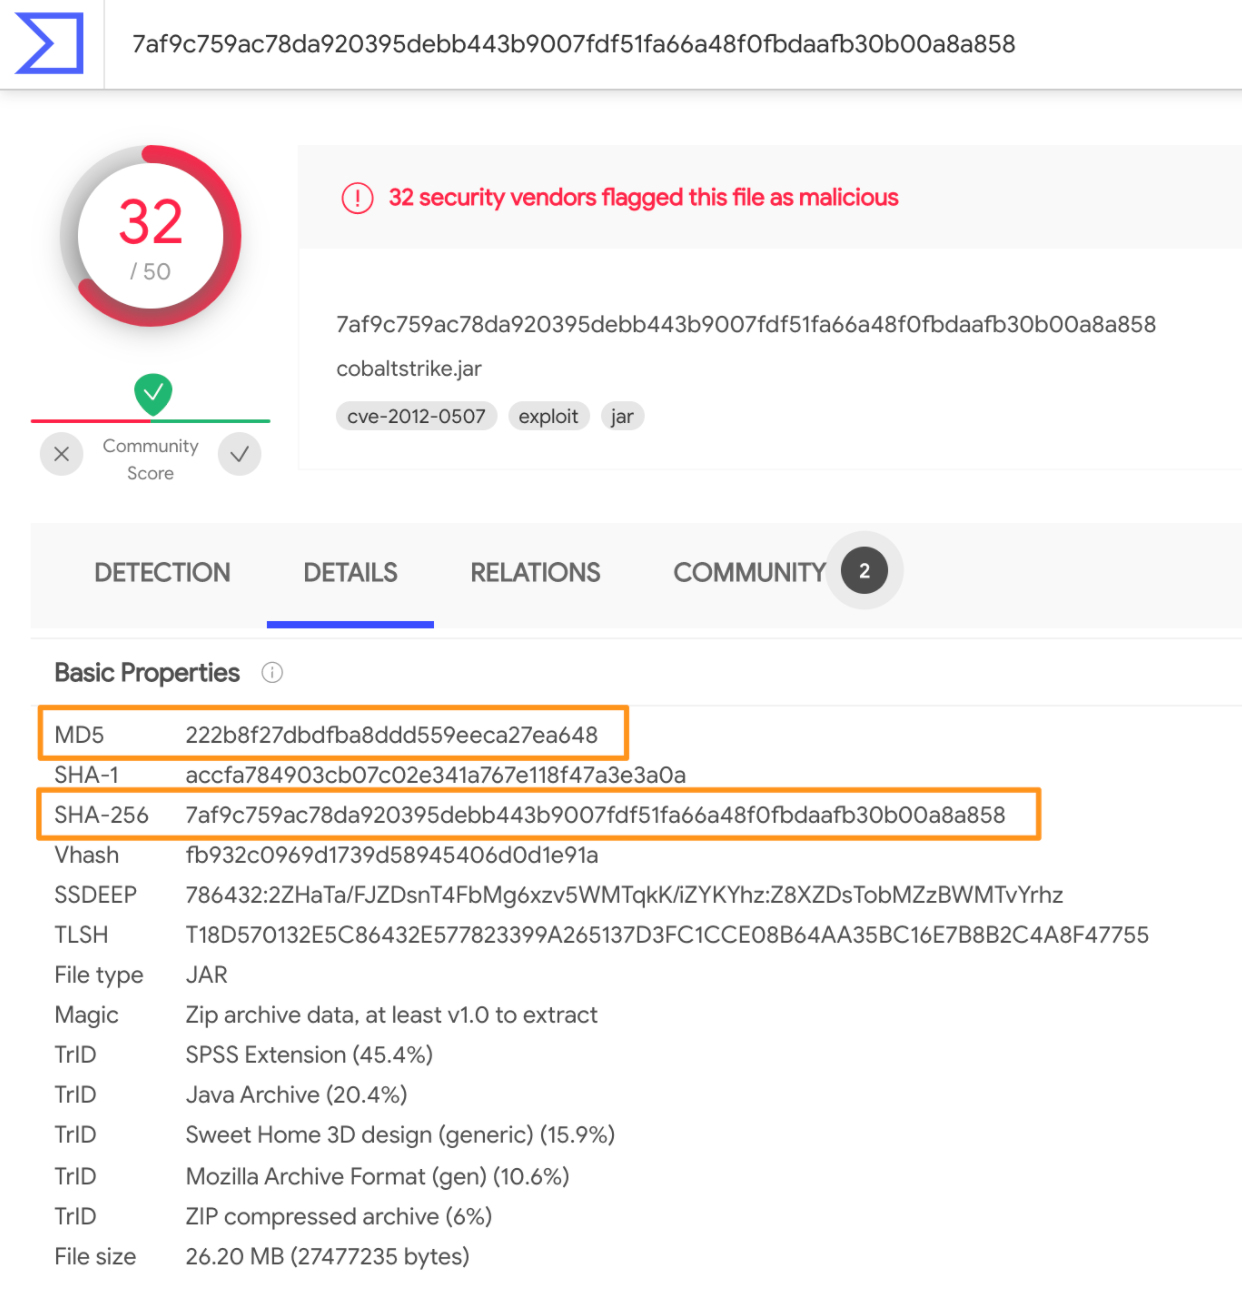 7af9c759ac78da920395debb443b9007fdf51fa66a48f0fbdaafb30b00a8a858
32
/ 50
32 security vendors flagged this file as malicious
7af9c759ac78da920395debb443b9007fdf51fa66a48f0fbdaafb30b00a8a858
cobaltstrike.jar
cve-2012-0507 exploit jar
Community
Score
DETECTION DETAILS RELATIONS COMMUNITY 2
Basic Properties
MD5 222b8f27dbdfba8ddd559eeca27ea648
SHA-1 accfa784903cb07c02e341a767e118f47a3e3a0a
SHA-256 7af9c759ac78da920395debb443b9007fdf51fa66a48f0fbdaafb30b00a8a858
Vhash fb932c0969d1739d58945406d0d1e91a
SSDEEP 786432:2ZHaTa/FJZDsnT4FbMg6xzv5WMTqkK/iZYKYhz:Z8XZDsTobMZzBWMTvYrhz
TLSH T18D570132E5C86432E577823399A265137D3FC1CCE08B64AA35BC16E7B8B2C4A8F47755
File type JAR
Magic Zip archive data, at least v1.0 to extract
TrID SPSS Extension (45.4%)
TrID Java Archive (20.4%)
TrID Sweet Home 3D design (generic) (15.9%)
TrID Mozilla Archive Format (gen) (10.6%)
TrID ZIP compressed archive (6%)
File size 26.20 MB (27477235 bytes)